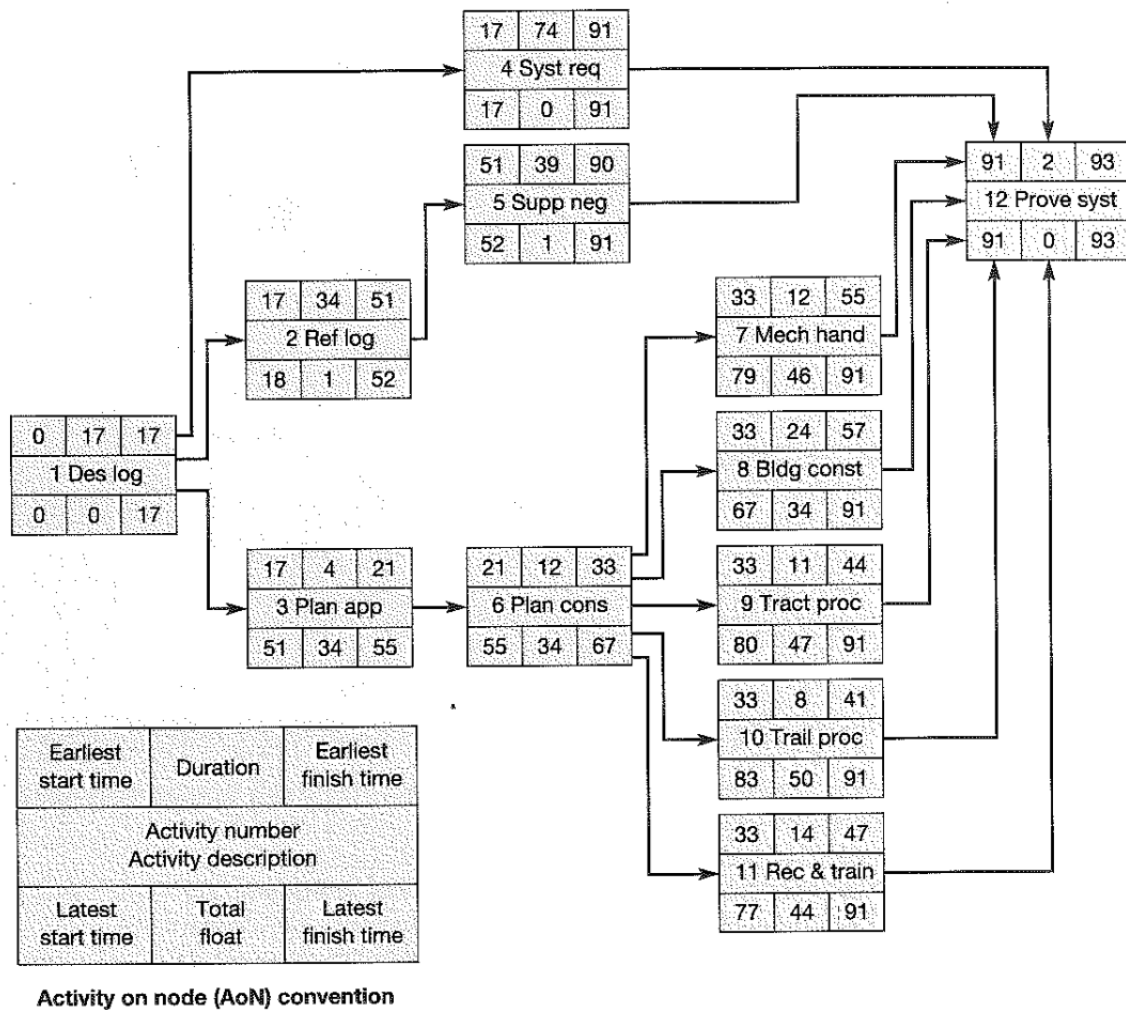 17 74 91
4 Syst req
17 0 91
51 39 90
5 Supp neg
52 1 91
91 2 93
12 Prove syst
91 0 93
17 34 51
2 Ref log
18 1 52
33 12 55
7 Mech hand
79 46 91
0 17 17
1 Des log
0 0 17
33 24 57
8 Bldg const
67 34 91
17 4 21
3 Plan app
51 34 55
21 12 33
6 Plan cons
55 34 67
33 11 44
9 Tract proc
80 47 91
33 8 41
10 Trail proc
83 50 91
33 14 47
11 Rec & train
77 44 91
Earliest
start time
Duration
Earliest
finish time
Activity number
Activity description
Latest
start time
Total
float
Latest
finish time
Activity on node (AoN) convention